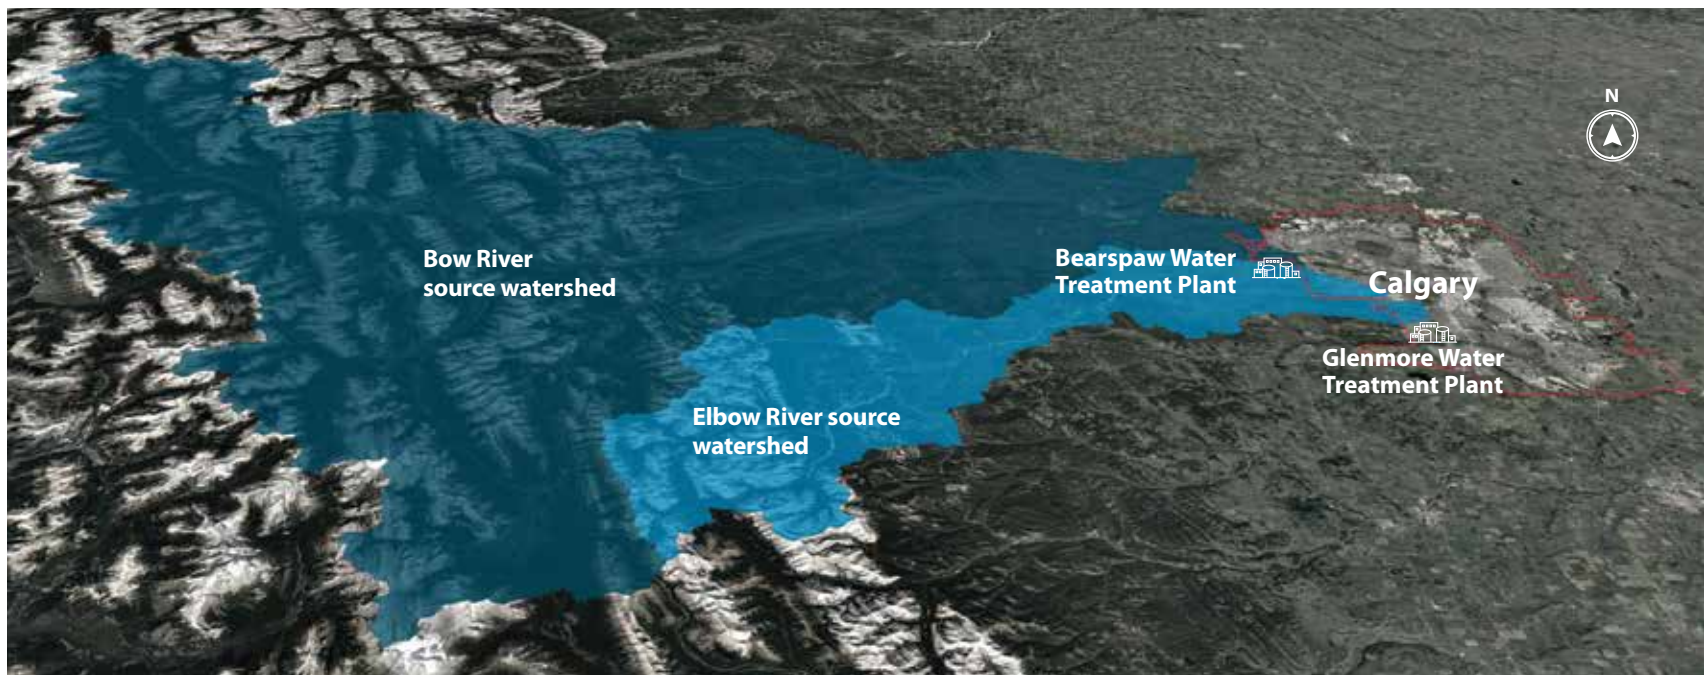 N
Bow River
source watershed
Bearspaw Water
Treatment Plant
Calgary
Glenmore Water
Treatment Plant
Elbow River source
watershed